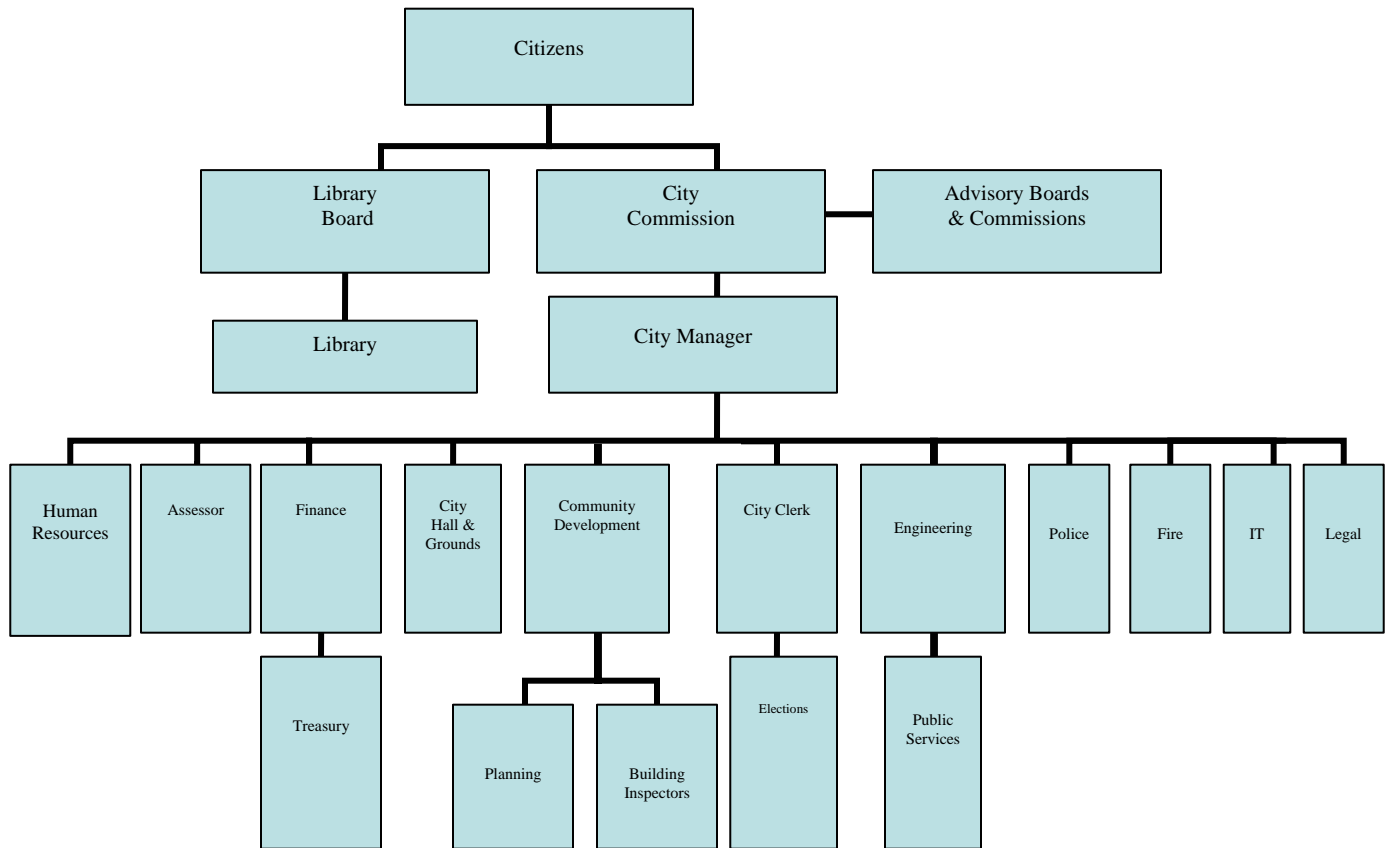 Citizens
Library
Board
City
Commission
Advisory Boards
& Commissions
Library
City Manager
Human
Resources
Assessor
Finance
City
Hall &
Grounds
Community
Development
City Clerk
Engineering
Police
Fire
IT
Legal
Treasury
Planning
Building
Inspectors
Elections
Public
Services